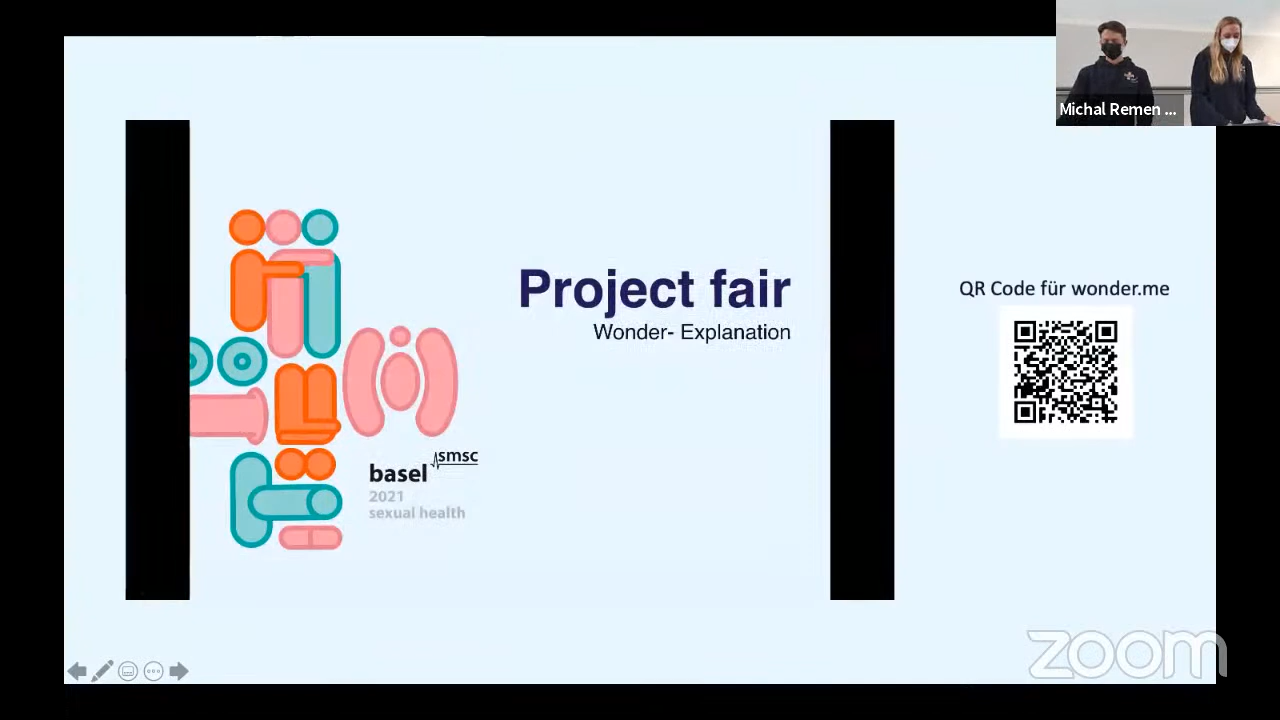 Michal Remen ...
Project fair
Wonder- Explanation
QR Code für wonder.me
smsc
basel
2021
sexual health
zoom